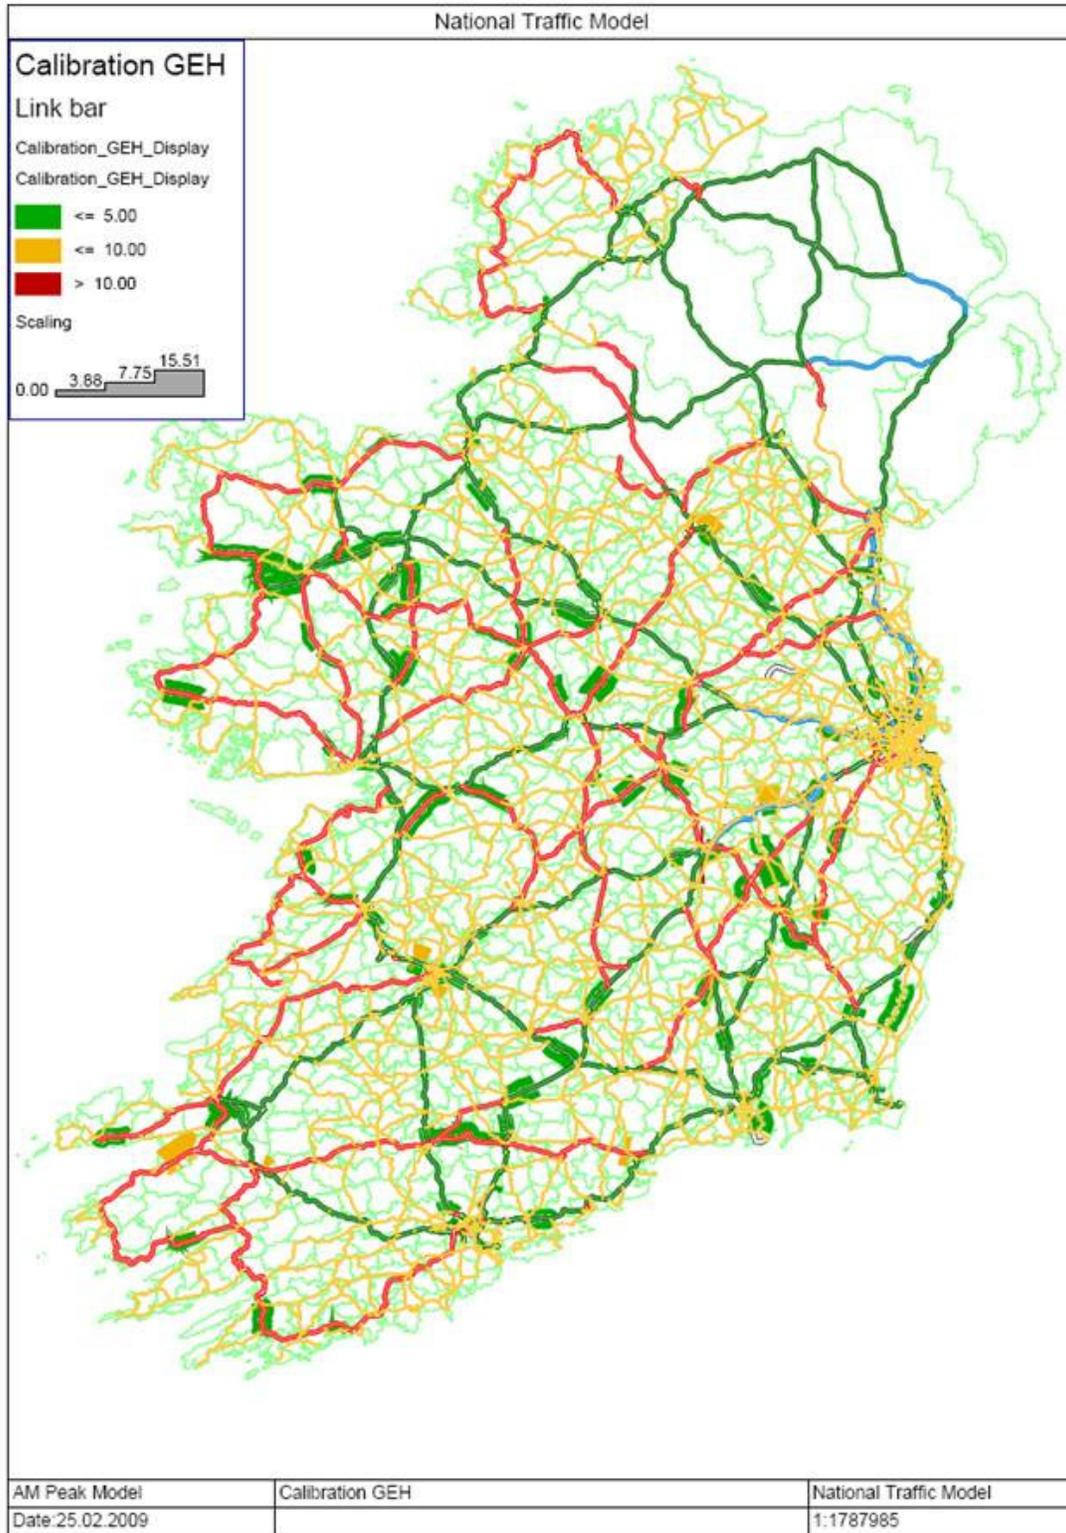 National Traffic Model
Calibration GEH
Link bar
Calibration_GEH_Display
Calibration_GEH_Display
<= 5.00
<= 10.00
> 10.00
Scaling
0.00 3.88 7.75 15.51
AM Peak Model Calibration GEH National Traffic Model
Date:25.02.2009 1:1787985